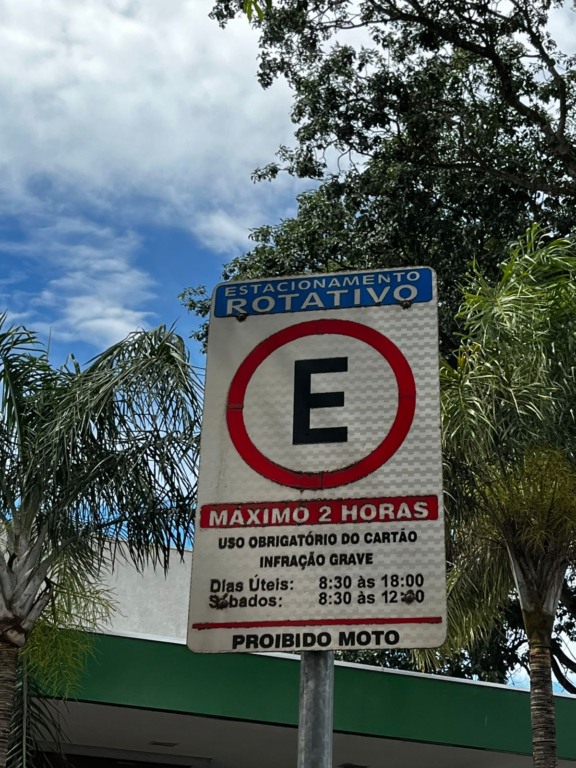 ESTACIONAMENTO
ROTATIVO
E
MÁXIMO 2 HORAS
USO OBRIGATÓRIO DO CARTÃO
INFRAÇÃO GRAVE
Dias Úteis: 8:30 às 18:00
Sábados: 8:30 às 12:30
PROIBIDO MOTO